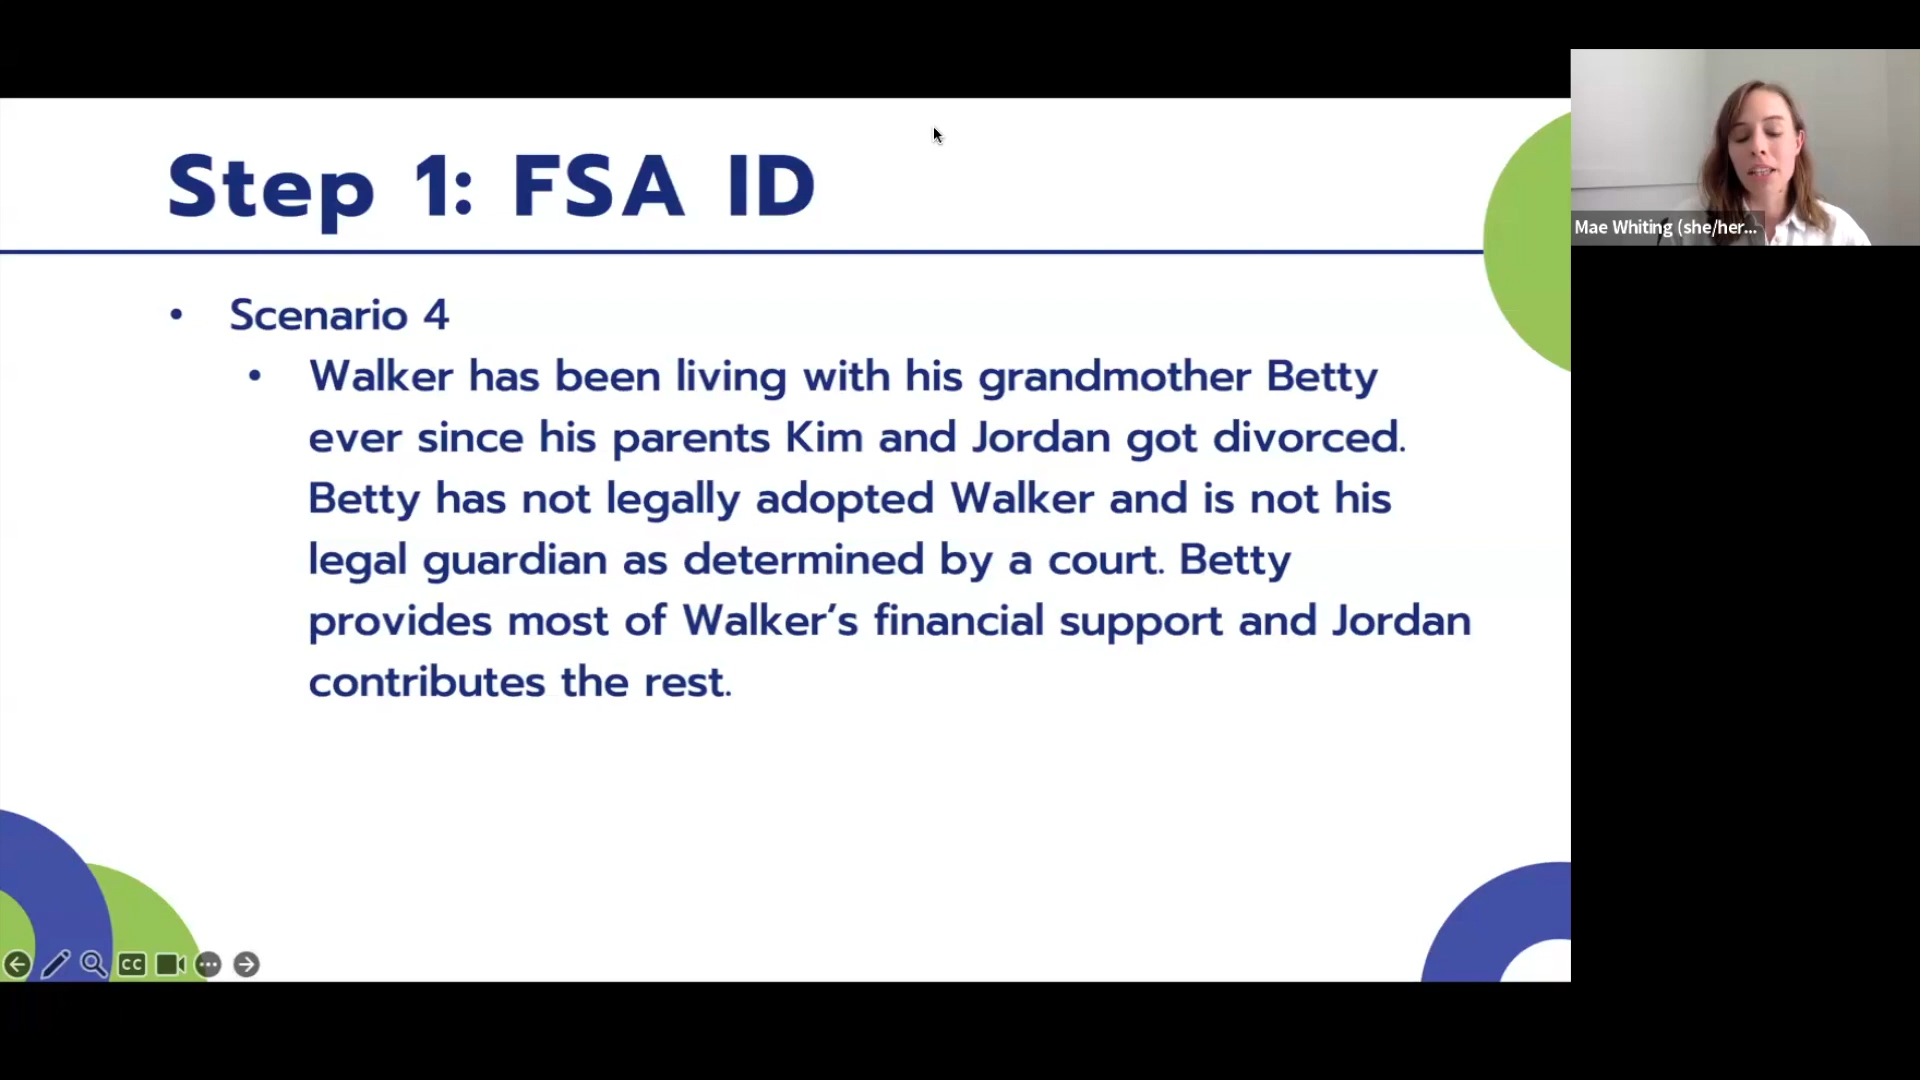 Step 1: FSA ID
• Scenario 4
• Walker has been living with his grandmother Betty
ever since his parents Kim and Jordan got divorced.
Betty has not legally adopted Walker and is not his
legal guardian as determined by a court. Betty
provides most of Walker’s financial support and Jordan
contributes the rest.
Mae Whiting (she/her...
CC